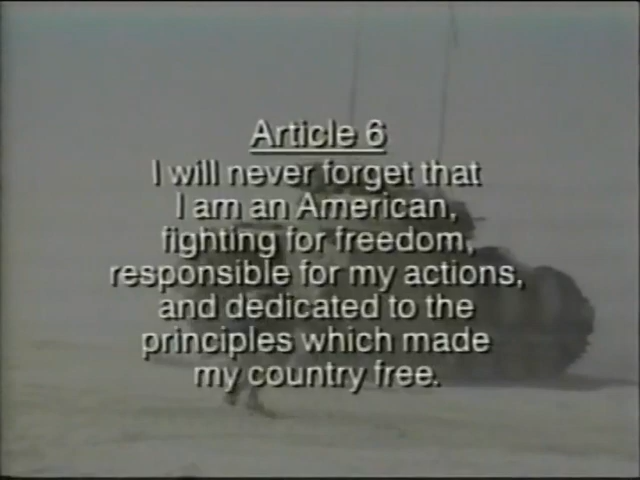 Article 6
I will never forget that
I am an American,
fighting for freedom,
responsible for my actions,
and dedicated to the
principles which made
my country free.